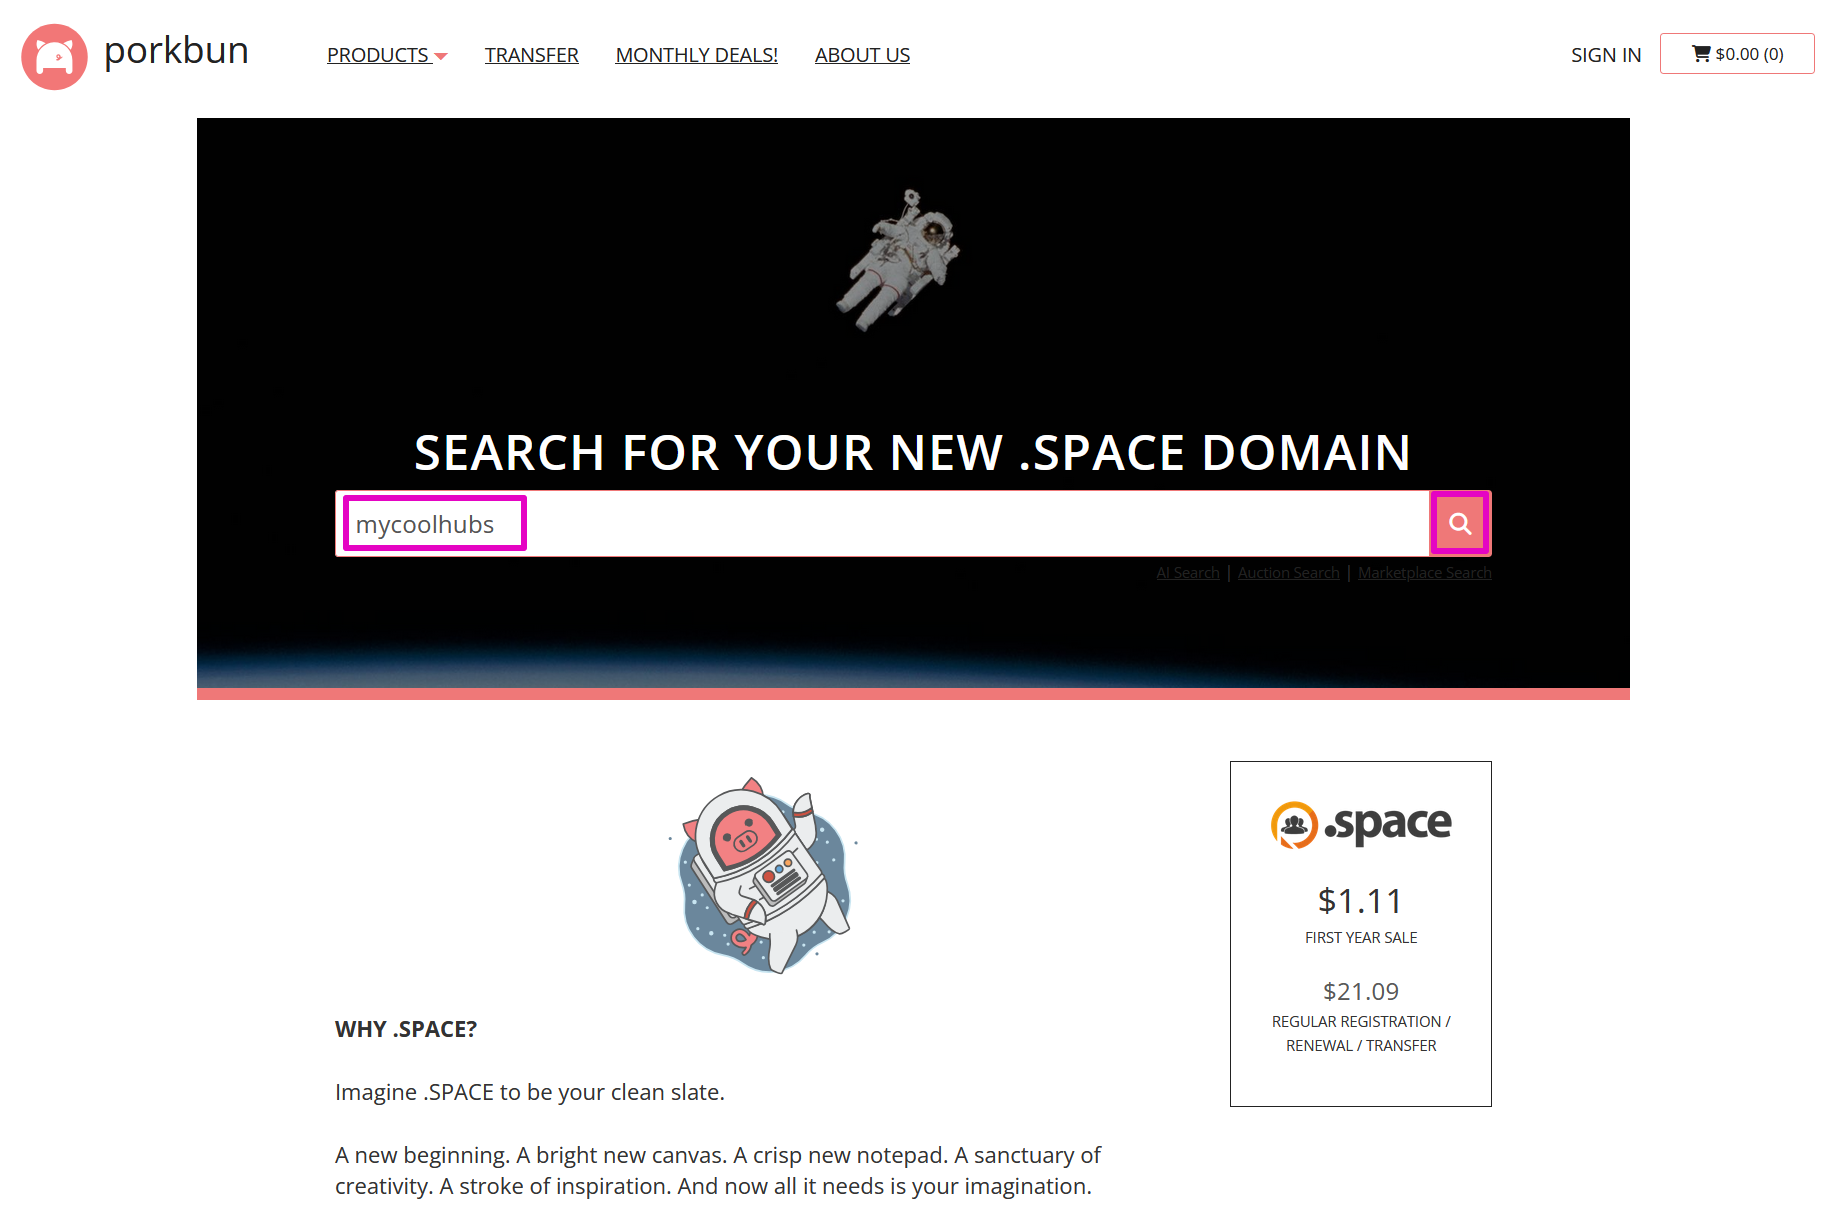 porkbun
PRODUCTS
TRANSFER
MONTHLY DEALS!
ABOUT US
SIGN IN
$0.00 (0)
SEARCH FOR YOUR NEW .SPACE DOMAIN
mycoolhubs
AI Search | Auction Search | Marketplace Search
.space
$1.11
FIRST YEAR SALE
$21.09
REGULAR REGISTRATION /
RENEWAL / TRANSFER
WHY .SPACE?
Imagine .SPACE to be your clean slate.
A new beginning. A bright new canvas. A crisp new notepad. A sanctuary of
creativity. A stroke of inspiration. And now all it needs is your imagination.